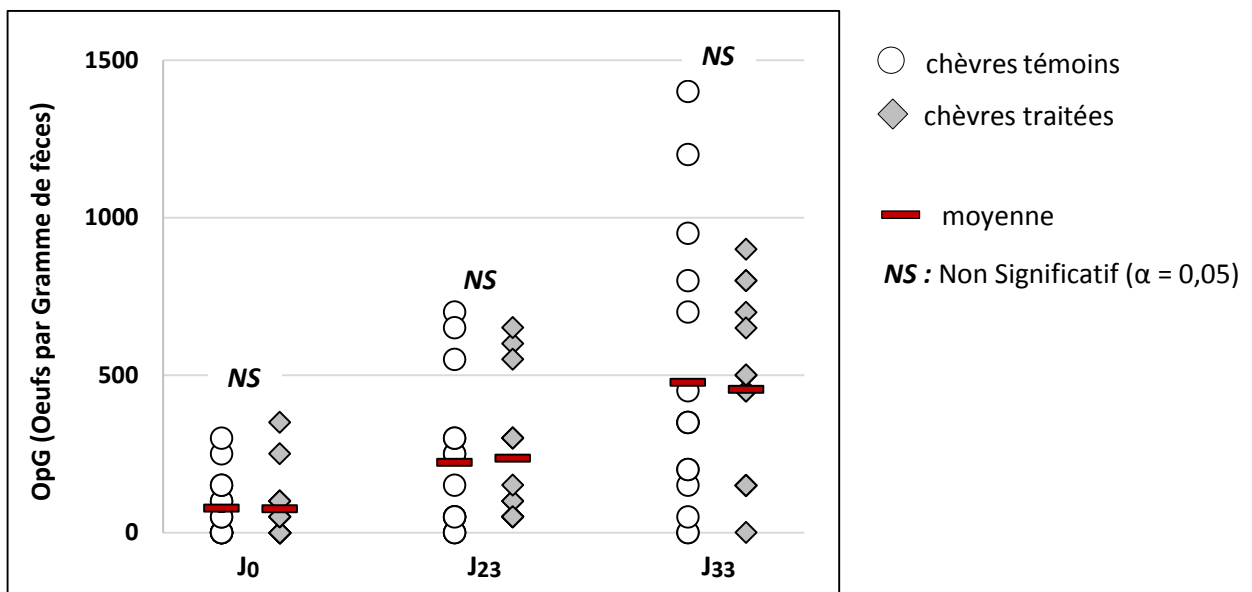 OpG (Oeufs par Gramme de fèces)
1500
1000
500
0
NS
NS
NS
J0
J23
J33
chèvres témoins
chèvres traitées
moyenne
NS : Non Significatif (α = 0,05)